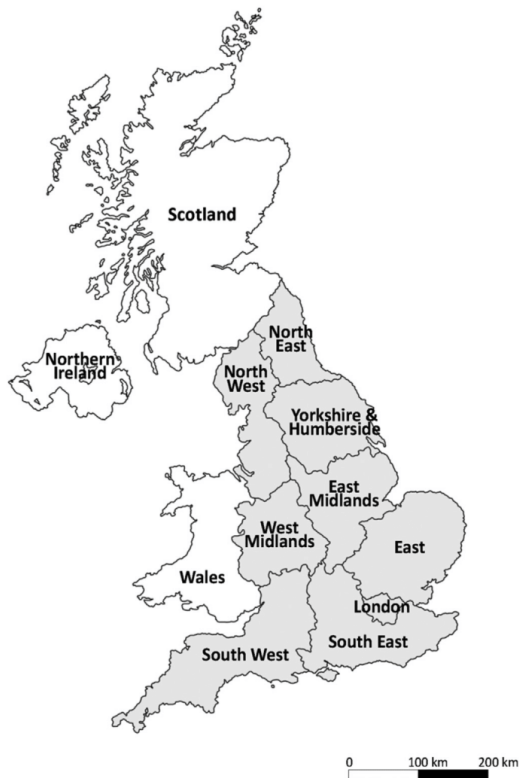 Scotland
North
East
Northern
Ireland
North
West
Yorkshire &
Humberside
East
Midlands
West
Midlands
East
Wales
London
South East
South West
0 100 km 200 km